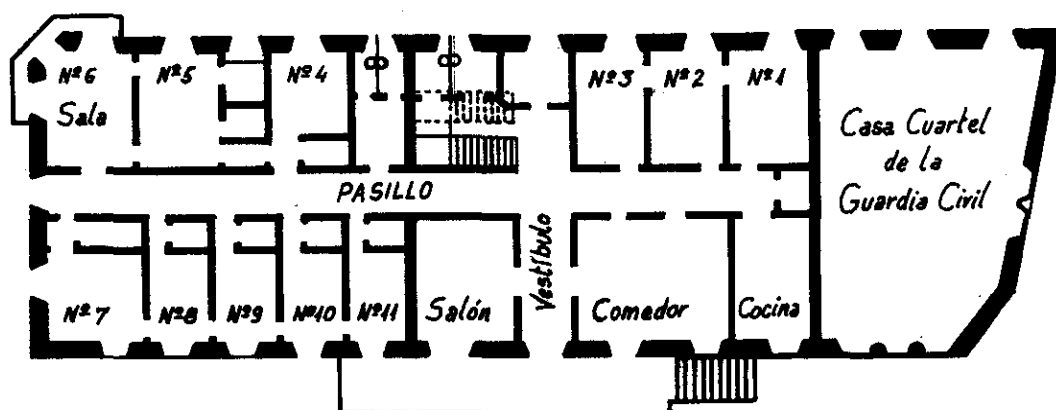 Nº6
Sala
Nº5
Nº4
Nº3
Nº2
Nº1
Casa Cuartel
de la
Guardia Civil
PASILLO
Vestíbulo
Nº7
Nº8
Nº9
Nº10
Nº11
Salón
Comedor
Cocina